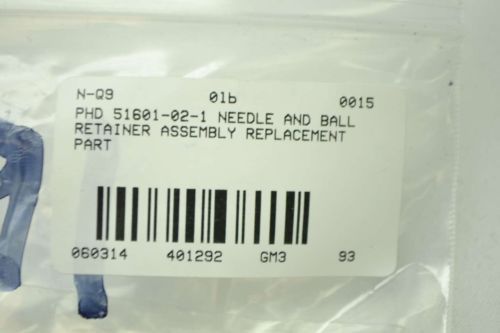 N-Q9 01b 0015
PHD 51601-02-1 NEEDLE AND BALL
RETAINER ASSEMBLY REPLACEMENT
PART
060314 401292 GM3 93